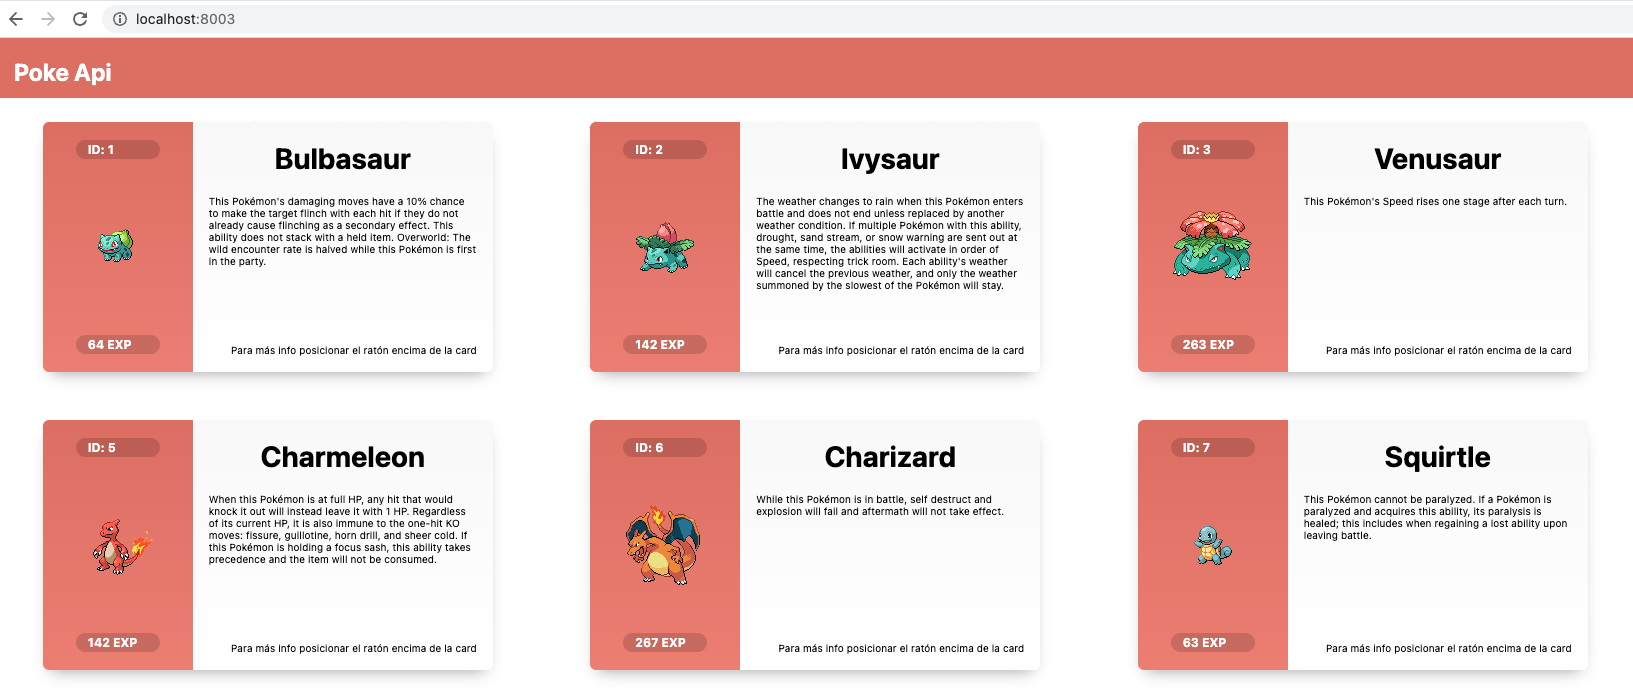 localhost:8003
Poke Api
ID: 1
Bulbasaur
This Pokémon's damaging moves have a 10% chance
to make the target flinch with each hit if they do not
already cause flinching as a secondary effect. This
ability does not stack with a held item. Overworld: The
wild encounter rate is halved while this Pokémon is first
in the party.
64 EXP
Para más info posicionar el ratón encima de la card
ID: 2
Ivysaur
The weather changes to rain when this Pokémon enters
battle and does not end unless replaced by another
weather condition. If multiple Pokémon with this ability,
drought, sand stream, or snow warning are sent out at
the same time, the abilities will activate in order of
Speed, respecting trick room. Each ability's weather
will cancel the previous weather, and only the weather
summoned by the slowest of the Pokémon will stay.
142 EXP
Para más info posicionar el ratón encima de la card
ID: 3
Venusaur
This Pokémon's Speed rises one stage after each turn.
263 EXP
Para más info posicionar el ratón encima de la card
ID: 5
Charmeleon
When this Pokémon is at full HP, any hit that would
knock it out will instead leave it with 1 HP. Regardless
of its current HP, it is also immune to the one-hit KO
moves: fissure, guillotine, horn drill, and sheer cold. If
this Pokémon is holding a focus sash, this ability takes
precedence and the item will not be consumed.
142 EXP
Para más info posicionar el ratón encima de la card
ID: 6
Charizard
While this Pokémon is in battle, self destruct and
explosion will fail and aftermath will not take effect.
267 EXP
Para más info posicionar el ratón encima de la card
ID: 7
Squirtle
This Pokémon cannot be paralyzed. If a Pokémon is
paralyzed and acquires this ability, its paralysis is
healed; this includes when regaining a lost ability upon
leaving battle.
63 EXP
Para más info posicionar el ratón encima de la card